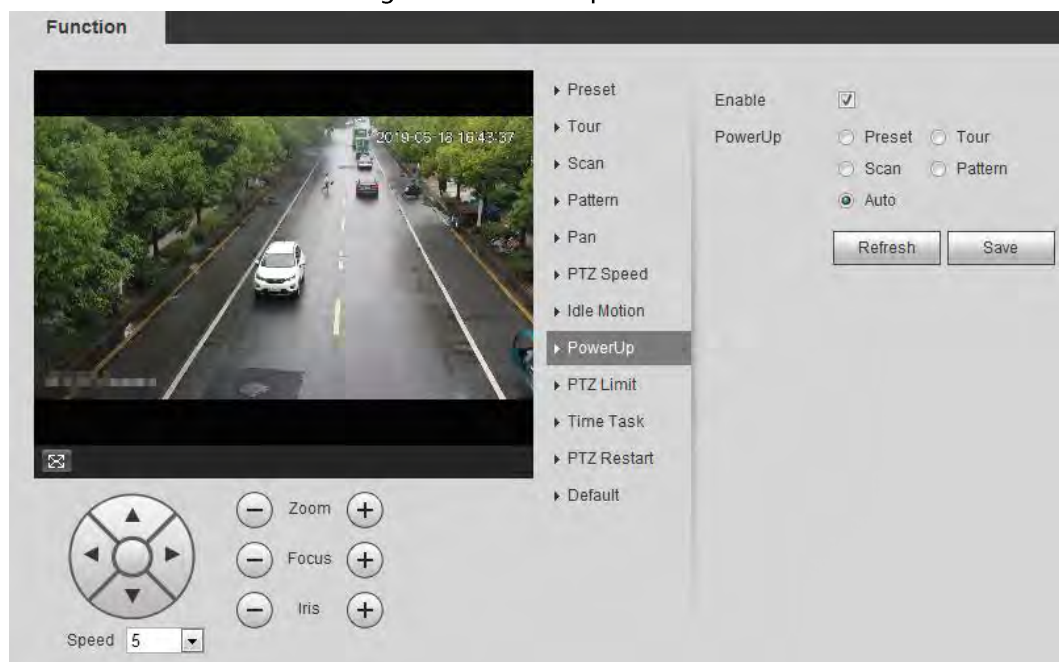 Function
2019-05-18 16:43:37
Preset
Tour
Scan
Pattern
Pan
PTZ Speed
Idle Motion
PowerUp
PTZ Limit
Time Task
PTZ Restart
Default
Enable
PowerUp Preset Tour
Scan Pattern
Auto
Refresh Save
Zoom
Focus
Iris
Speed 5